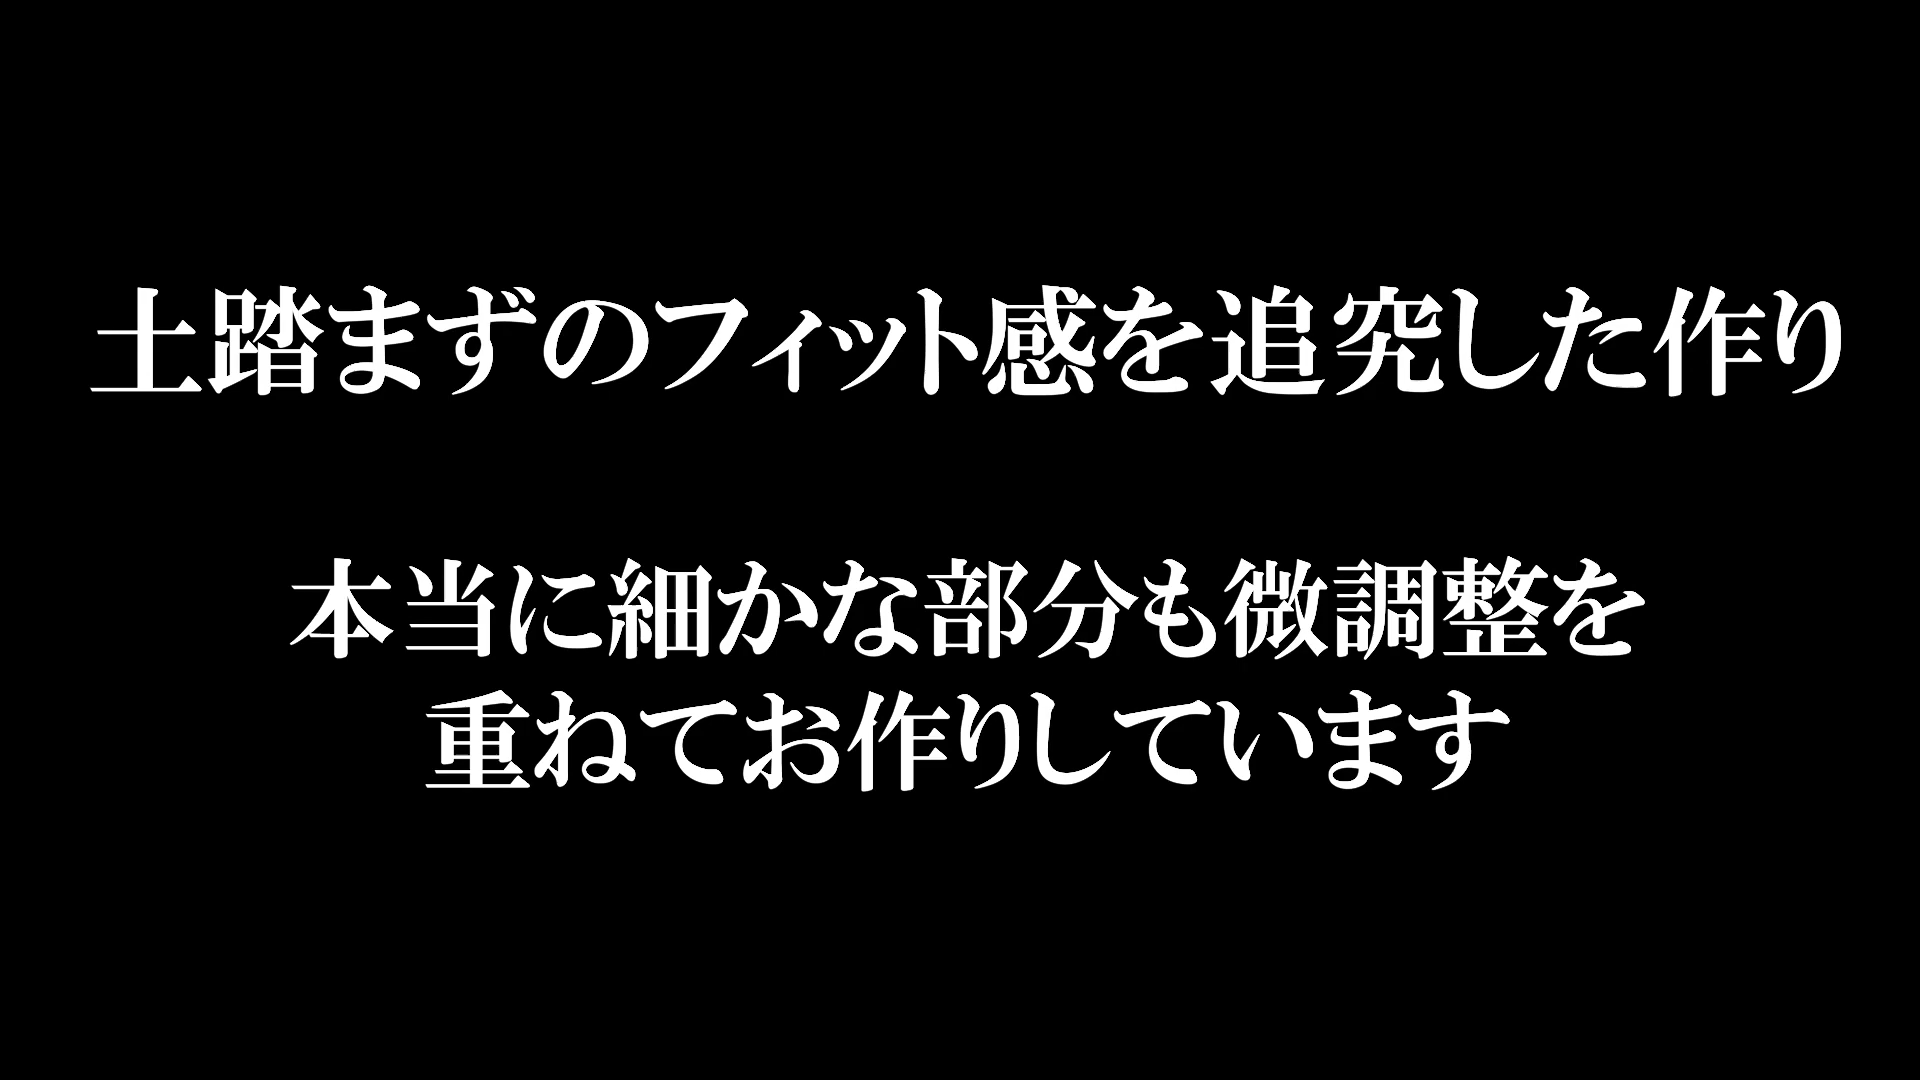 土踏まずのフィット感を追究した作り
本当に細かな部分も微調整を
重ねてお作りしています